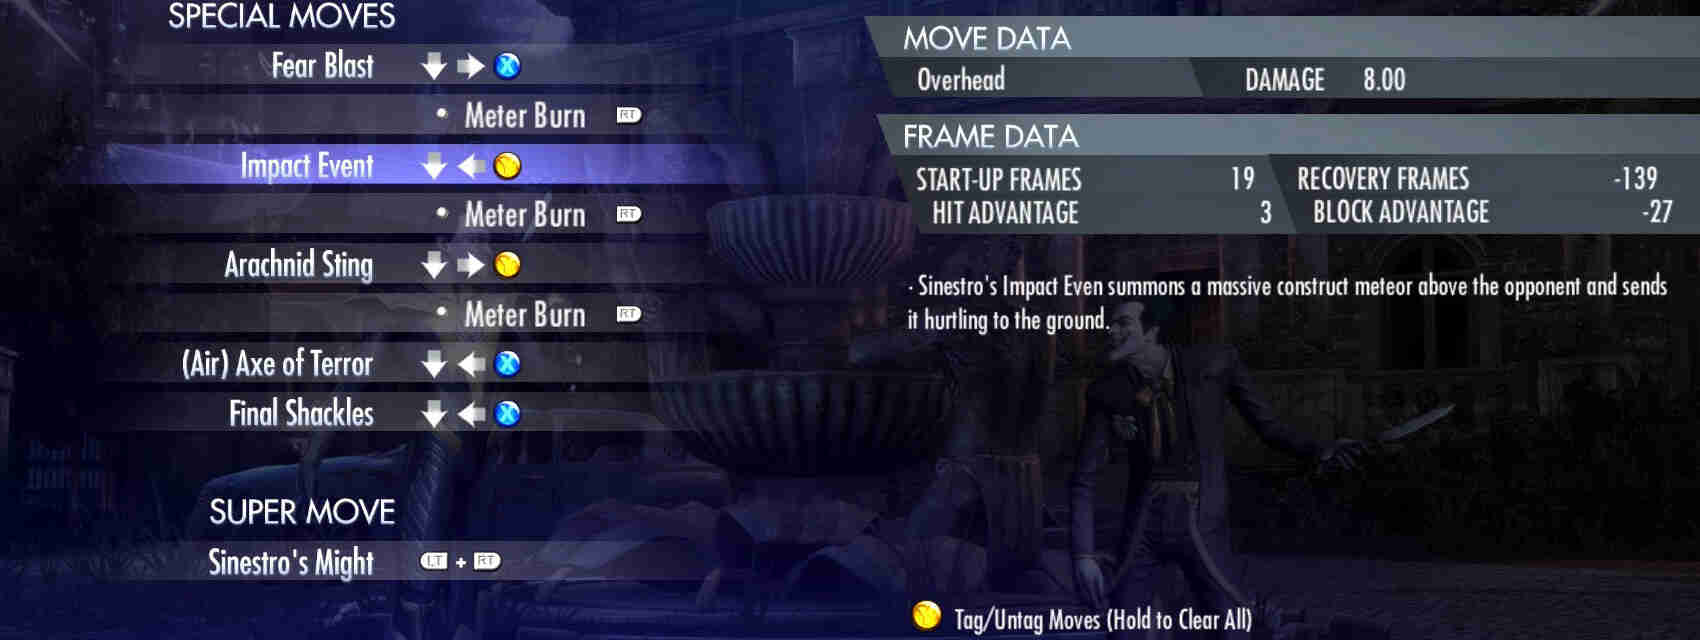 SPECIAL MOVES
Fear Blast X
Meter Burn RT
Impact Event Y
Meter Burn RT
Arachnid Sting Y
Meter Burn RT
(Air) Axe of Terror X
Final Shackles X
SUPER MOVE
Sinestro's Might LT + RT
MOVE DATA
Overhead DAMAGE 8.00
FRAME DATA
START-UP FRAMES 19 RECOVERY FRAMES -139
HIT ADVANTAGE 3 BLOCK ADVANTAGE -27
· Sinestro's Impact Even summons a massive construct meteor above the opponent and sends
it hurtling to the ground.
Y Tag/Untag Moves (Hold to Clear All)